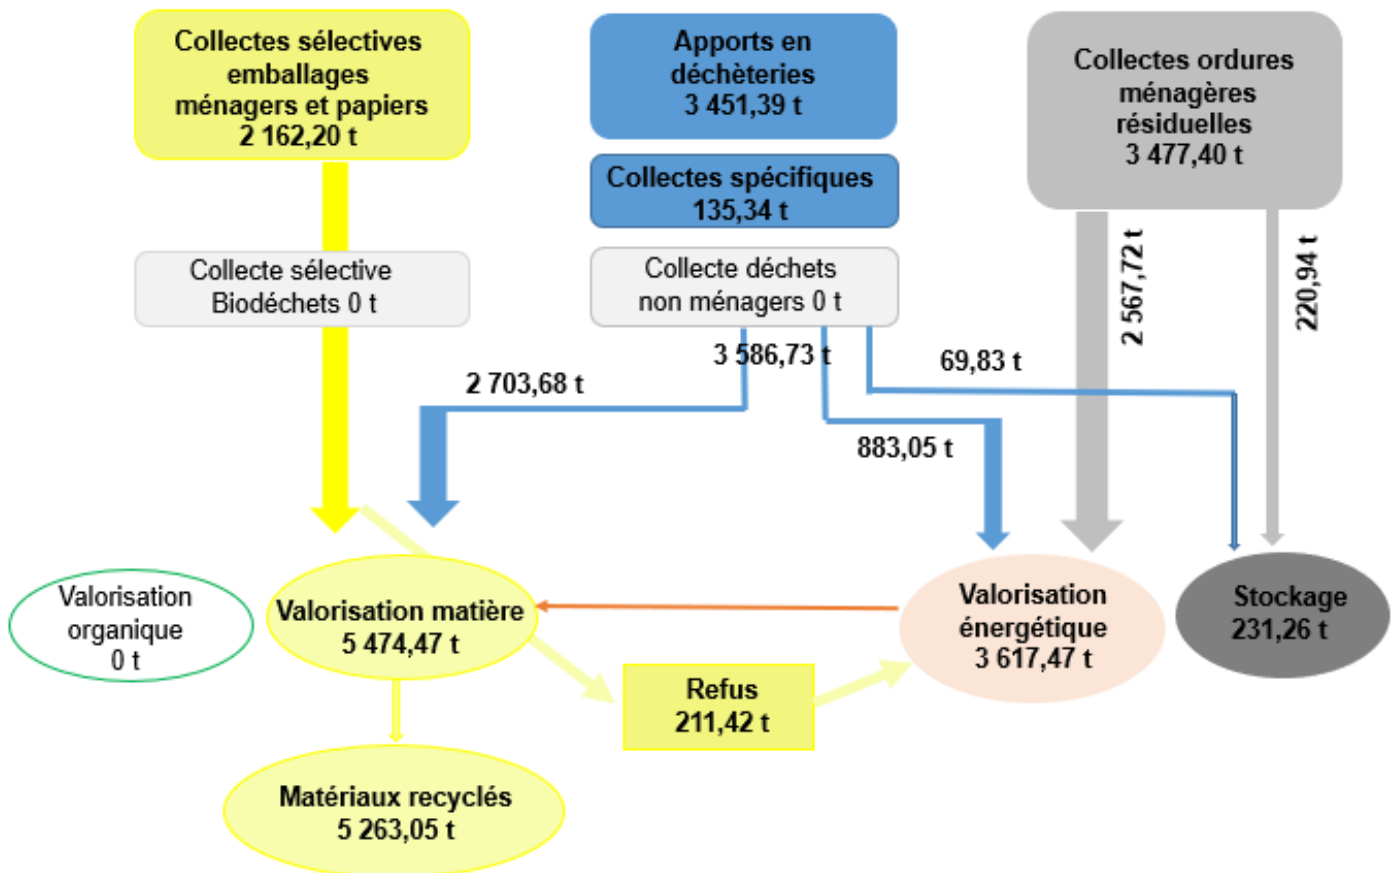 Collectes sélectives
emballages
ménagers et papiers
2 162,20 t
Apports en
déchèteries
3 451,39 t
Collectes ordures
ménagères
résiduelles
3 477,40 t
Collectes spécifiques
135,34 t
Collecte sélective
Biodéchets 0 t
Collecte déchets
non ménagers 0 t
2 567,72 t
220,94 t
3 586,73 t
69,83 t
2 703,68 t
883,05 t
Valorisation
organique
0 t
Valorisation matière
5 474,47 t
Valorisation
énergétique
3 617,47 t
Stockage
231,26 t
Refus
211,42 t
Matériaux recyclés
5 263,05 t